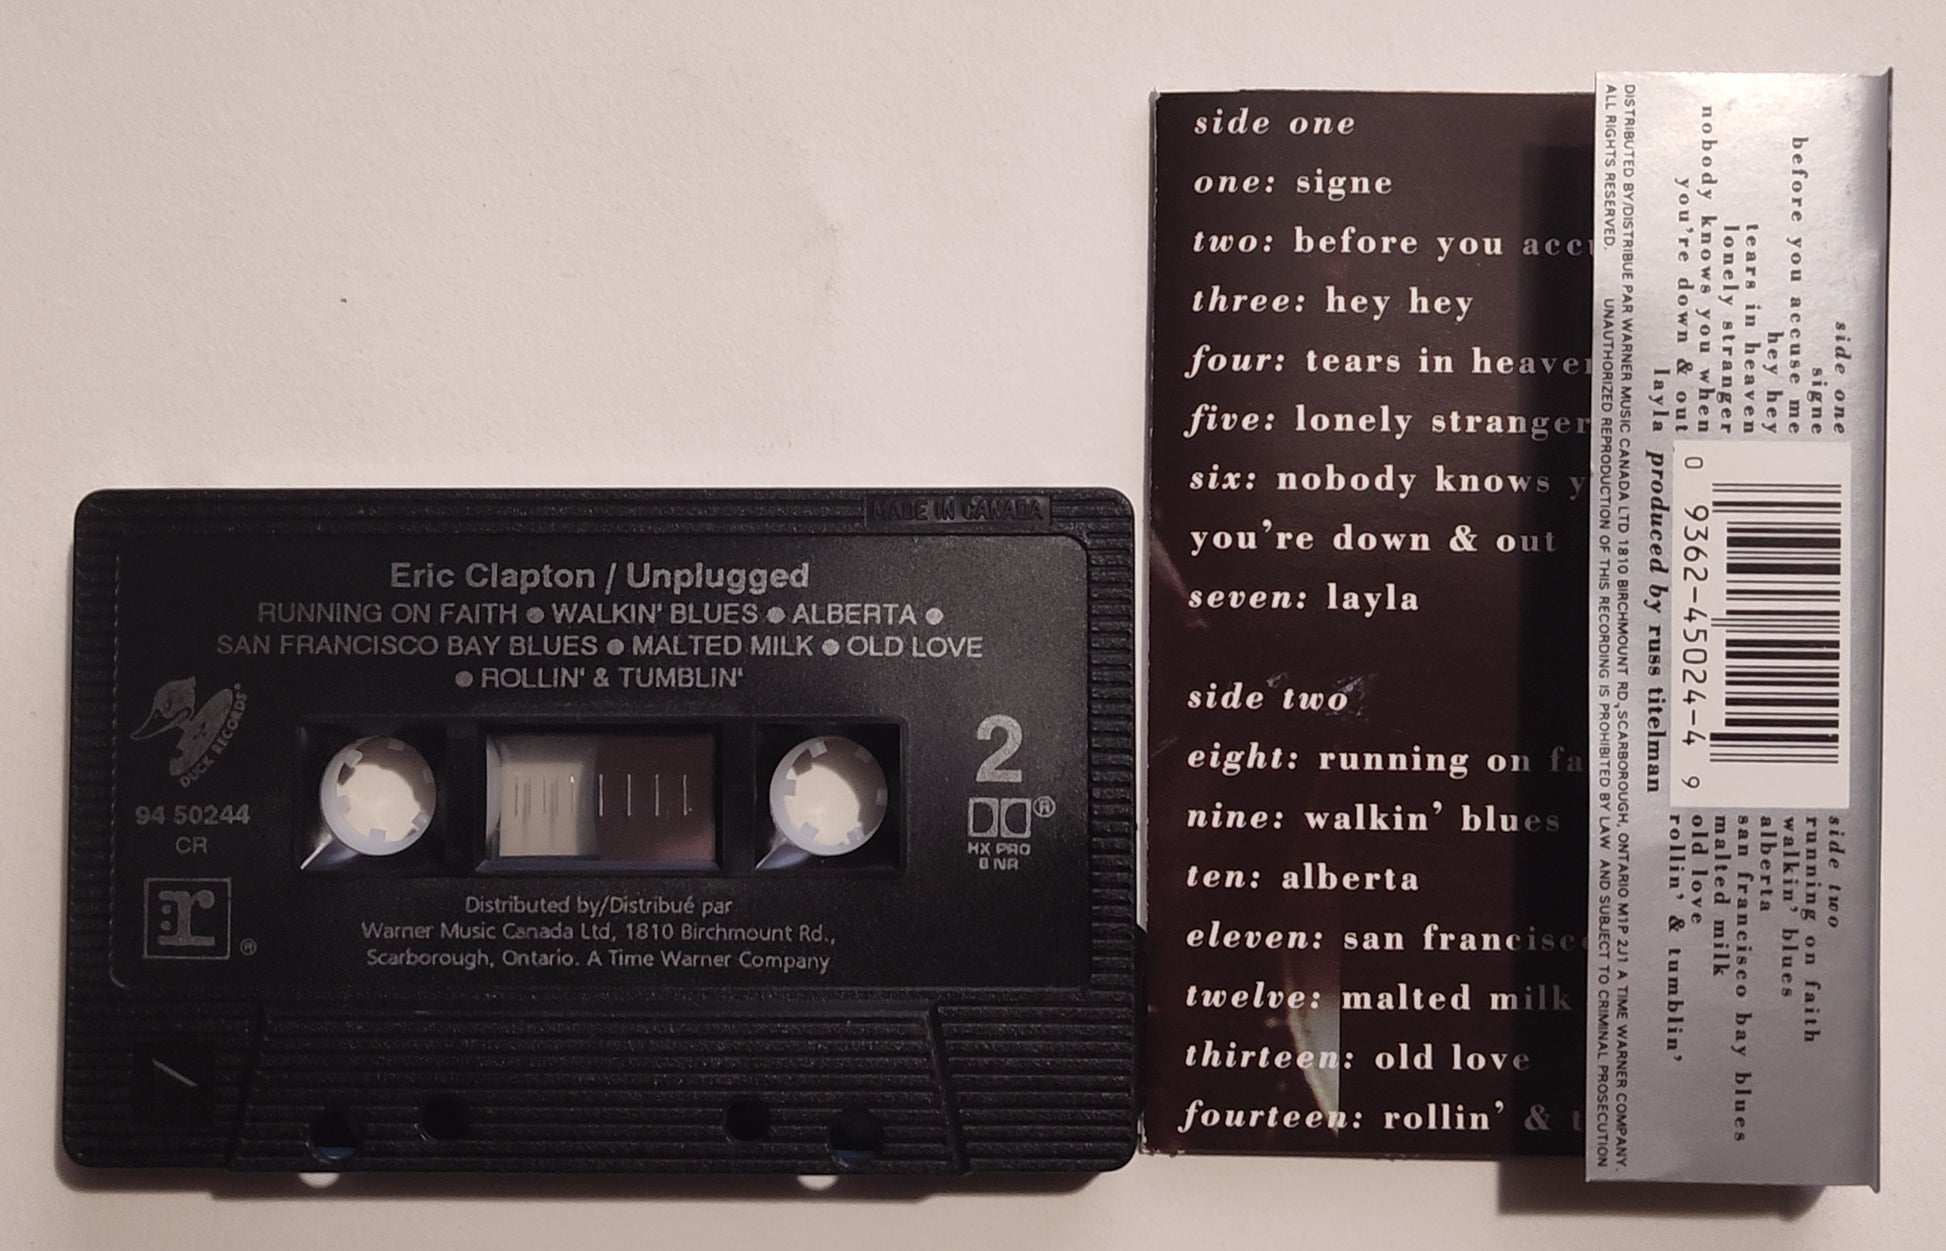 MADE IN CANADA
Eric Clapton / Unplugged
RUNNING ON FAITH ● WALKIN' BLUES ● ALBERTA ●
SAN FRANCISCO BAY BLUES ● MALTED MILK ● OLD LOVE
● ROLLIN' & TUMBLIN'
DUCK RECORDS®
94 50244
CR
r ®
2
®
HX PRO
B NR
Distributed by/Distribué par
Warner Music Canada Ltd, 1810 Birchmount Rd.,
Scarborough, Ontario. A Time Warner Company
side one
one: signe
two: before you accu
three: hey hey
four: tears in heaven
five: lonely stranger
six: nobody knows y
you're down & out
seven: layla
side two
eight: running on fa
nine: walkin' blues
ten: alberta
eleven: san francisc
twelve: malted milk
thirteen: old love
fourteen: rollin' & t
side one
signe
before you accuse me
hey hey
tears in heaven
lonely stranger
nobody knows you when
you're down & out
layla
0 9362-45024-4 9
produced by russ titelman
side two
running on faith
walkin' blues
alberta
san francisco bay blues
malted milk
old love
rollin' & tumblin'
DISTRIBUTED BY/DISTRIBUE PAR WARNER MUSIC CANADA LTD 1810 BIRCHMOUNT RD., SCARBOROUGH, ONTARIO M1P 2J1 A TIME WARNER COMPANY.
ALL RIGHTS RESERVED. UNAUTHORIZED REPRODUCTION OF THIS RECORDING IS PROHIBITED BY LAW AND SUBJECT TO CRIMINAL PROSECUTION